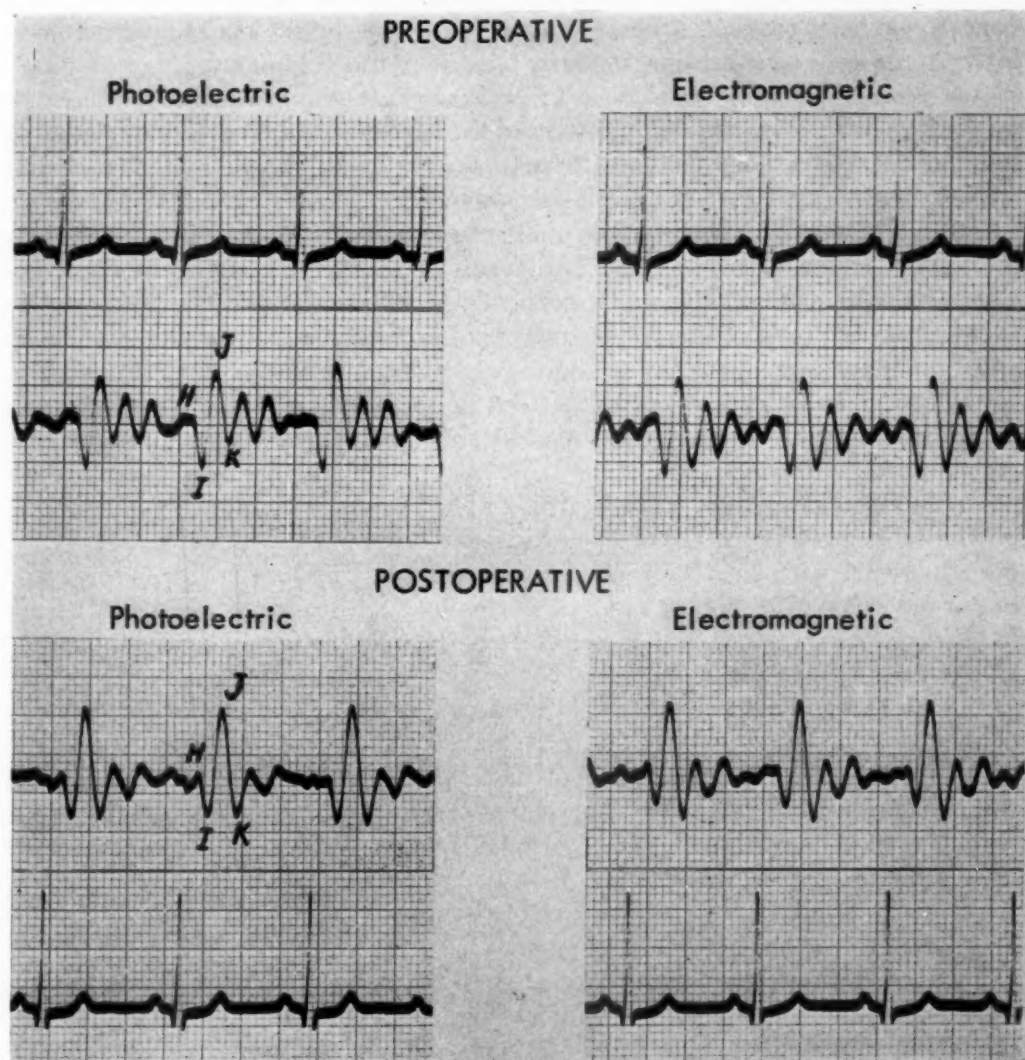 PREOPERATIVE
Photoelectric
Electromagnetic
J
H
K
I
POSTOPERATIVE
Photoelectric
Electromagnetic
J
H
I K